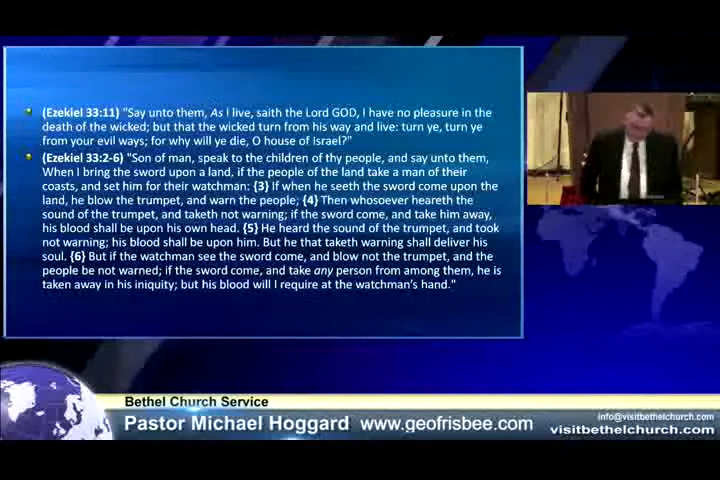 (Ezekiel 33:11) "Say unto them, As I live, saith the Lord GOD, I have no pleasure in the
death of the wicked; but that the wicked turn from his way and live: turn ye, turn ye
from your evil ways; for why will ye die, O house of Israel?"
(Ezekiel 33:2-6) "Son of man, speak to the children of thy people, and say unto them,
When I bring the sword upon a land, if the people of the land take a man of their
coasts, and set him for their watchman: {3} If when he seeth the sword come upon the
land, he blow the trumpet, and warn the people; {4} Then whosoever heareth the
sound of the trumpet, and taketh not warning; if the sword come, and take him away,
his blood shall be upon his own head. {5} He heard the sound of the trumpet, and took
not warning; his blood shall be upon him. But he that taketh warning shall deliver his
soul. {6} But if the watchman see the sword come, and blow not the trumpet, and the
people be not warned; if the sword come, and take any person from among them, he is
taken away in his iniquity; but his blood will I require at the watchman's hand."
Bethel Church Service
Pastor Michael Hoggard www.geofrisbee.com
info@visitbethelchurch.com
visitbethelchurch.com